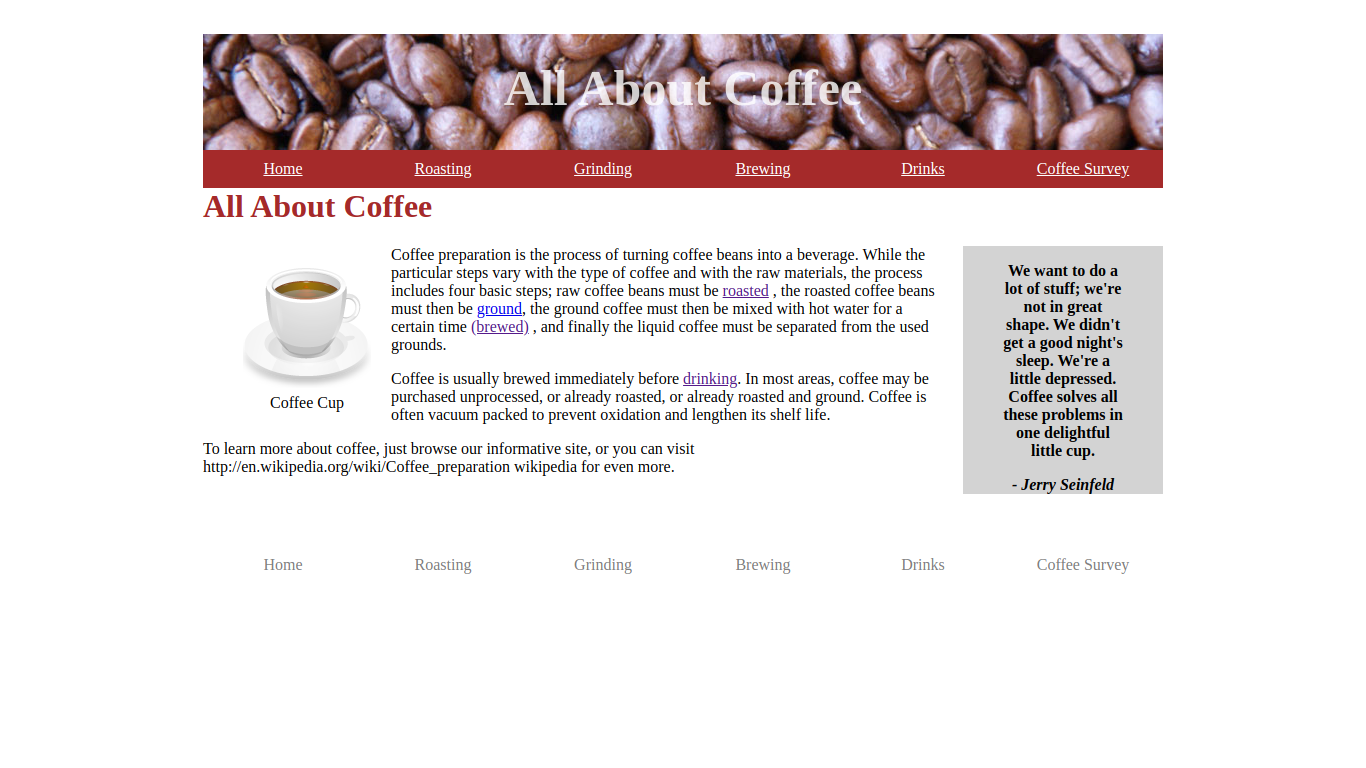 All About Coffee
Home Roasting Grinding Brewing Drinks Coffee Survey
All About Coffee
Coffee Cup
Coffee preparation is the process of turning coffee beans into a beverage. While the
particular steps vary with the type of coffee and with the raw materials, the process
includes four basic steps; raw coffee beans must be roasted , the roasted coffee beans
must then be ground, the ground coffee must then be mixed with hot water for a
certain time (brewed) , and finally the liquid coffee must be separated from the used
grounds.
Coffee is usually brewed immediately before drinking. In most areas, coffee may be
purchased unprocessed, or already roasted, or already roasted and ground. Coffee is
often vacuum packed to prevent oxidation and lengthen its shelf life.
To learn more about coffee, just browse our informative site, or you can visit
http://en.wikipedia.org/wiki/Coffee_preparation wikipedia for even more.
We want to do a
lot of stuff; we're
not in great
shape. We didn't
get a good night's
sleep. We're a
little depressed.
Coffee solves all
these problems in
one delightful
little cup.
- Jerry Seinfeld
Home Roasting Grinding Brewing Drinks Coffee Survey